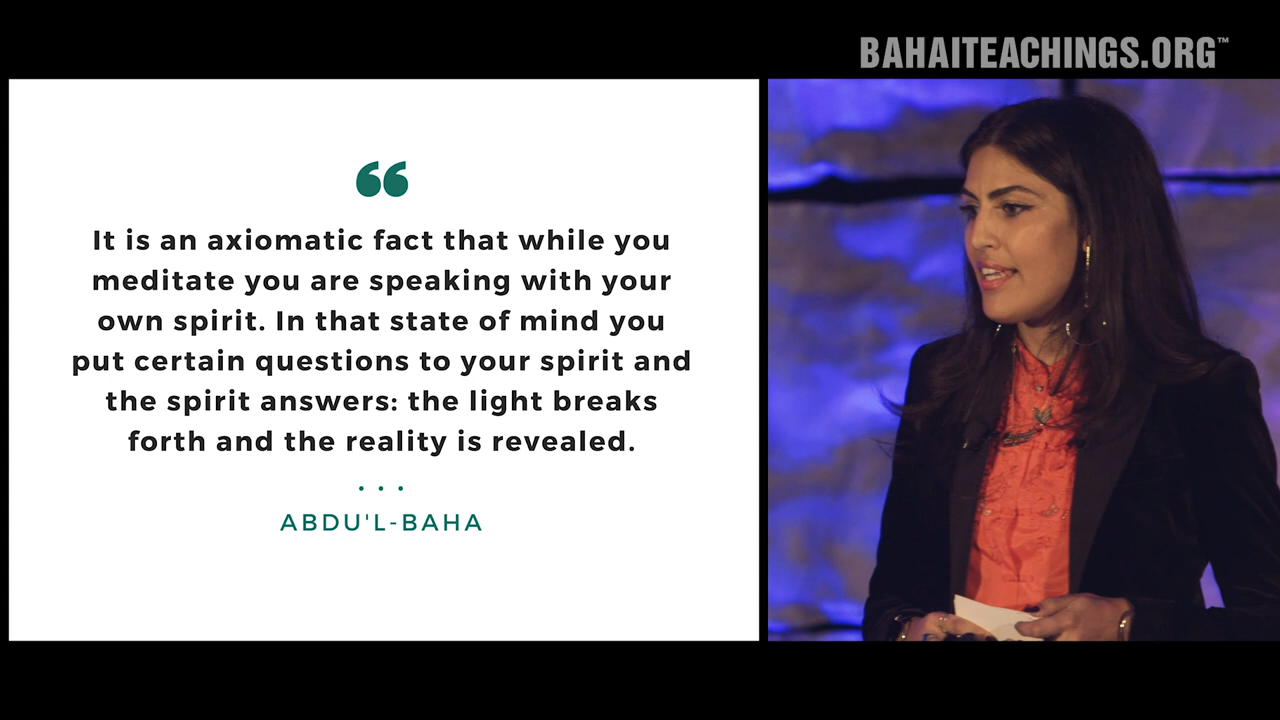 BAHAITEACHINGS.ORG™
“
It is an axiomatic fact that while you
meditate you are speaking with your
own spirit. In that state of mind you
put certain questions to your spirit and
the spirit answers: the light breaks
forth and the reality is revealed.
. . .
ABDU'L-BAHA